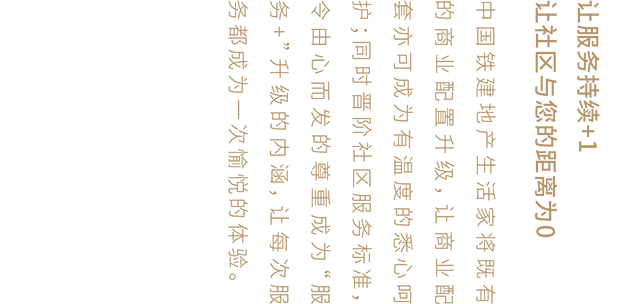 让服务持续+1
让社区与您的距离为0
中国铁建地产生活家将既有
的商业配置升级，让商业配
套亦可成为有温度的悉心呵
护；同时晋阶社区服务标准，
令由心而发的尊重成为“服
务+”升级的内涵，让每次服
务都成为一次愉悦的体验。